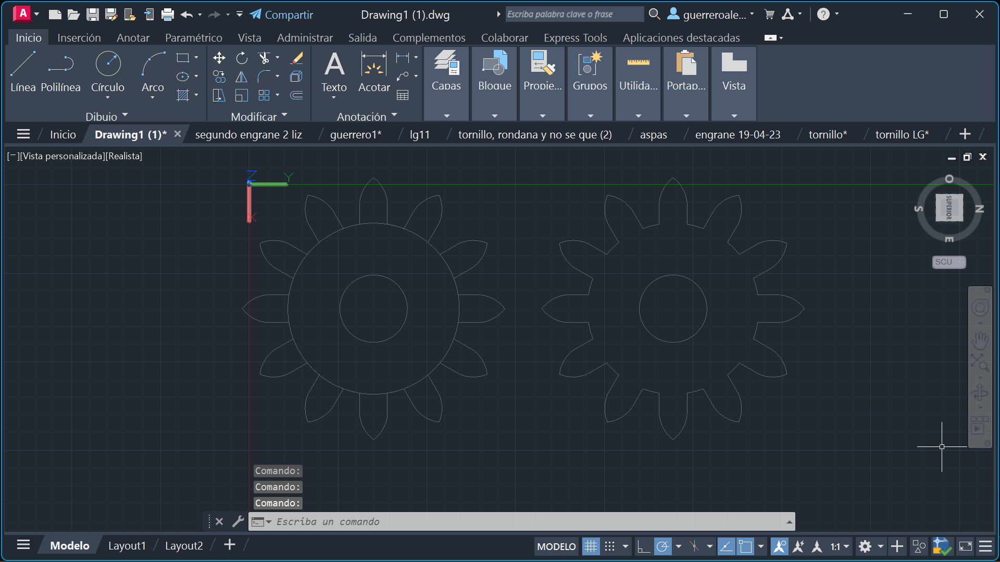 A
Compartir
Drawing1 (1).dwg
Escriba palabra clave o frase
guerreroale...
?
Inicio
Inserción
Anotar
Paramétrico
Vista
Administrar
Salida
Complementos
Colaborar
Express Tools
Aplicaciones destacadas
Línea
Polilínea
Círculo
Arco
A
Texto
Acotar
Capas
Bloque
Propie...
Grupos
Utilida...
Portap...
Vista
Dibujo
Modificar
Anotación
Inicio
Drawing1 (1)*
segundo engrane 2 liz
guerrero1*
lg11
tornillo, rondana y no se que (2)
aspas
engrane 19-04-23
tornillo*
tornillo LG*
[−][Vista personalizada][Realista]
Z
Y
X
O
S
SUPERIOR
N
E
SCU
Comando:
Comando:
Comando:
Escriba un comando
Modelo
Layout1
Layout2
MODELO
1:1